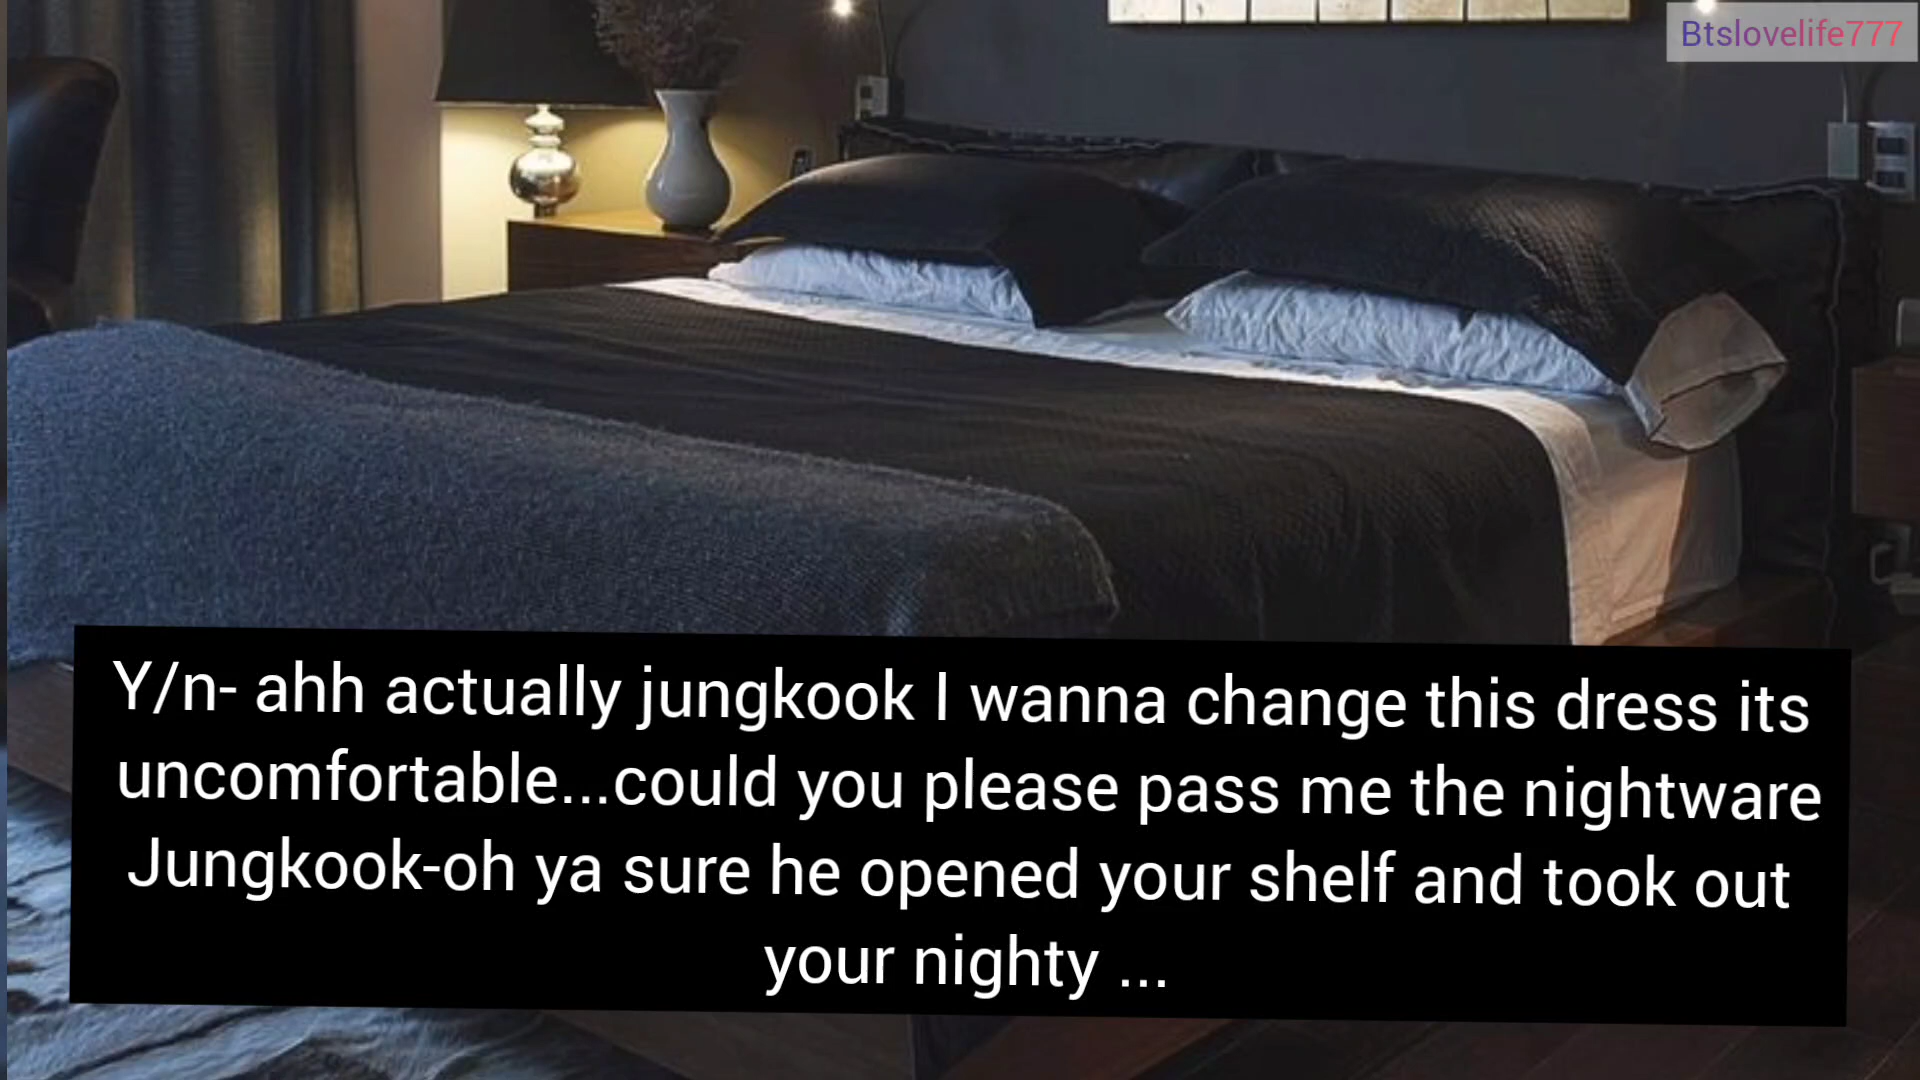 Btslovelife777
Y/n- ahh actually jungkook I wanna change this dress its
uncomfortable...could you please pass me the nightware
Jungkook-oh ya sure he opened your shelf and took out
your nighty ...